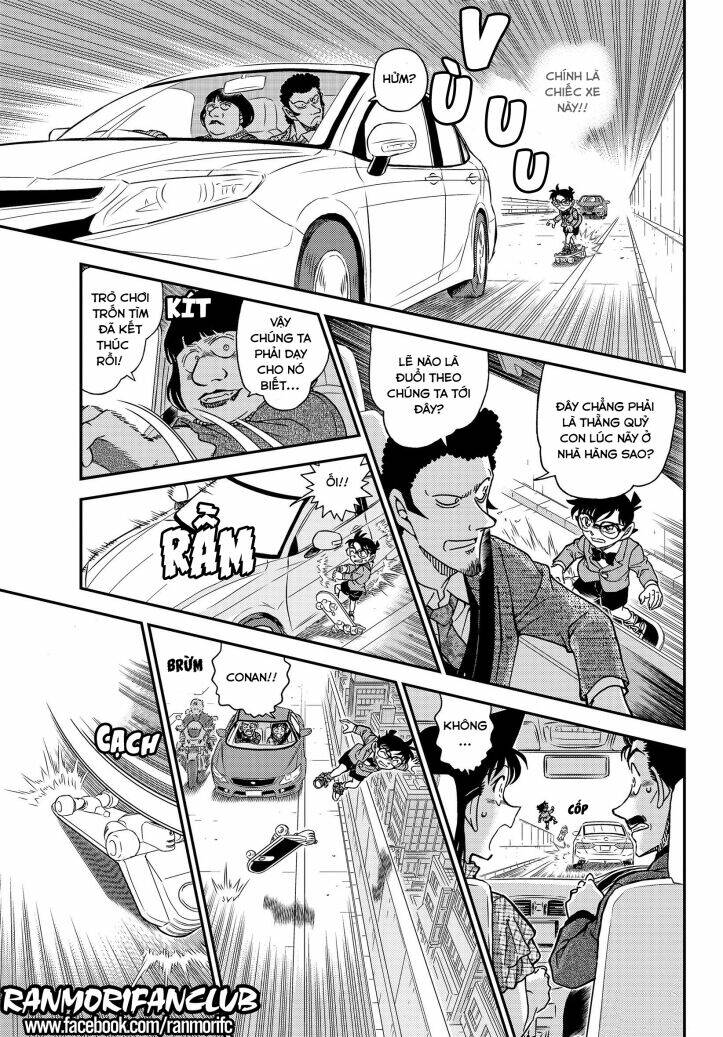 CHÍNH LÀ
CHIẾC XE
NÀY!!
VÙUUU
HỬM?
ĐÂY CHẲNG PHẢI
LÀ THẰNG QUỶ
CON LÚC NÃY Ở
NHÀ HÀNG SAO?
LẼ NÀO LÀ
ĐUỔI THEO
CHÚNG TA TỚI
ĐÂY?
VẬY
CHÚNG TA
PHẢI DẠY
CHO NÓ
BIẾT...
KÍT
TRÒ CHƠI
TRỐN TÌM
ĐÃ KẾT
THÚC
RỒI!
ỐI!!
RẦM
KHÔNG
...
CỐP
CONAN!!
BRỪM
CẠCH
RANMORIFANCLUB
www.facebook.com/ranmorifc